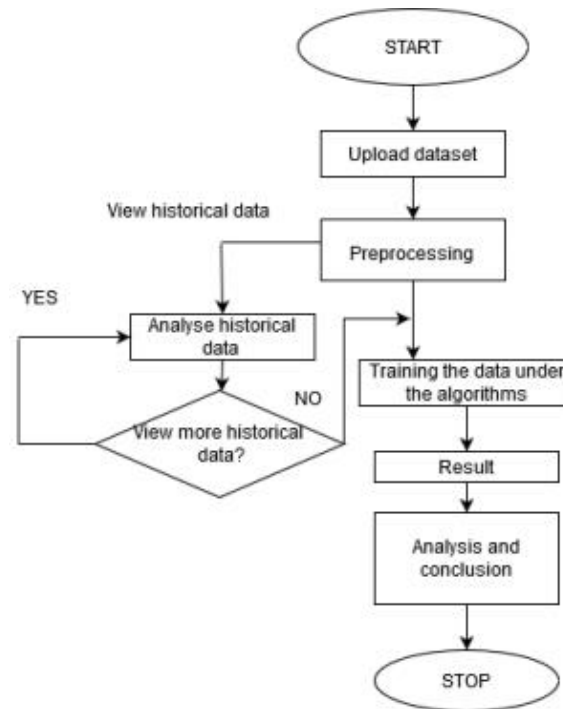 START
Upload dataset
View historical data
Preprocessing
YES
Analyse historical
data
Training the data under
the algorithms
NO
View more historical
data?
Result
Analysis and
conclusion
STOP